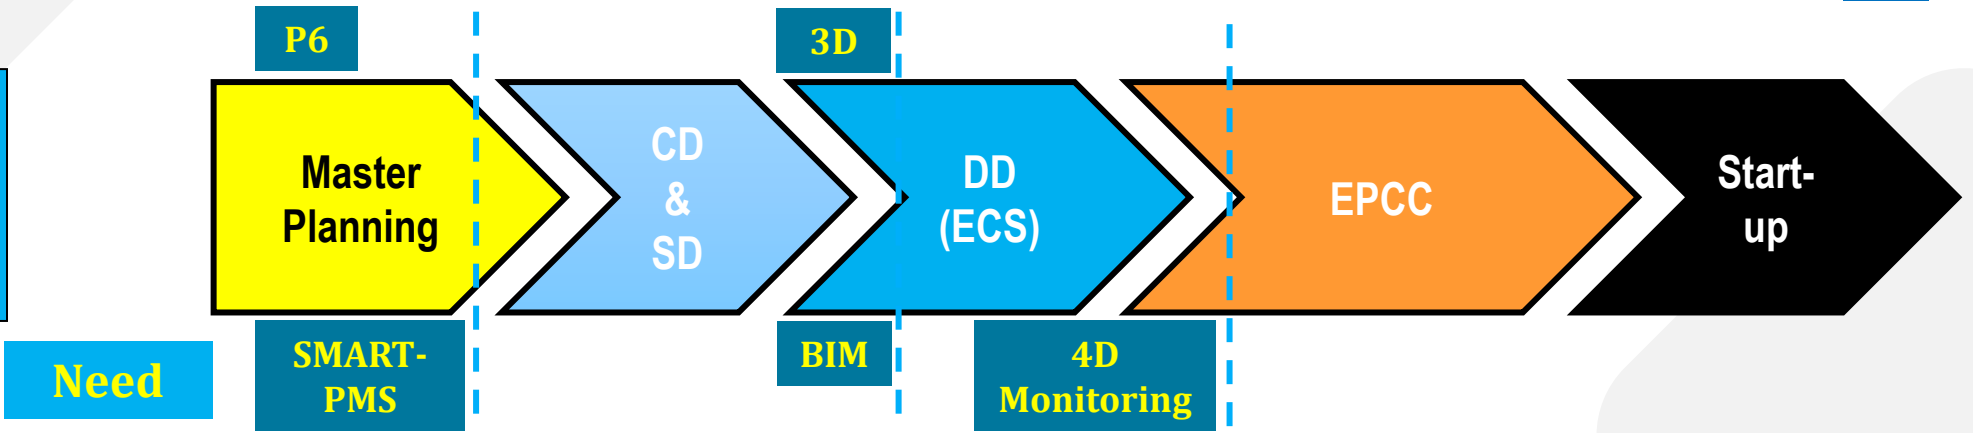 P6
3D
Master
Planning
CD
&
SD
DD
(ECS)
EPCC
Start-
up
Need
SMART-
PMS
BIM
4D
Monitoring